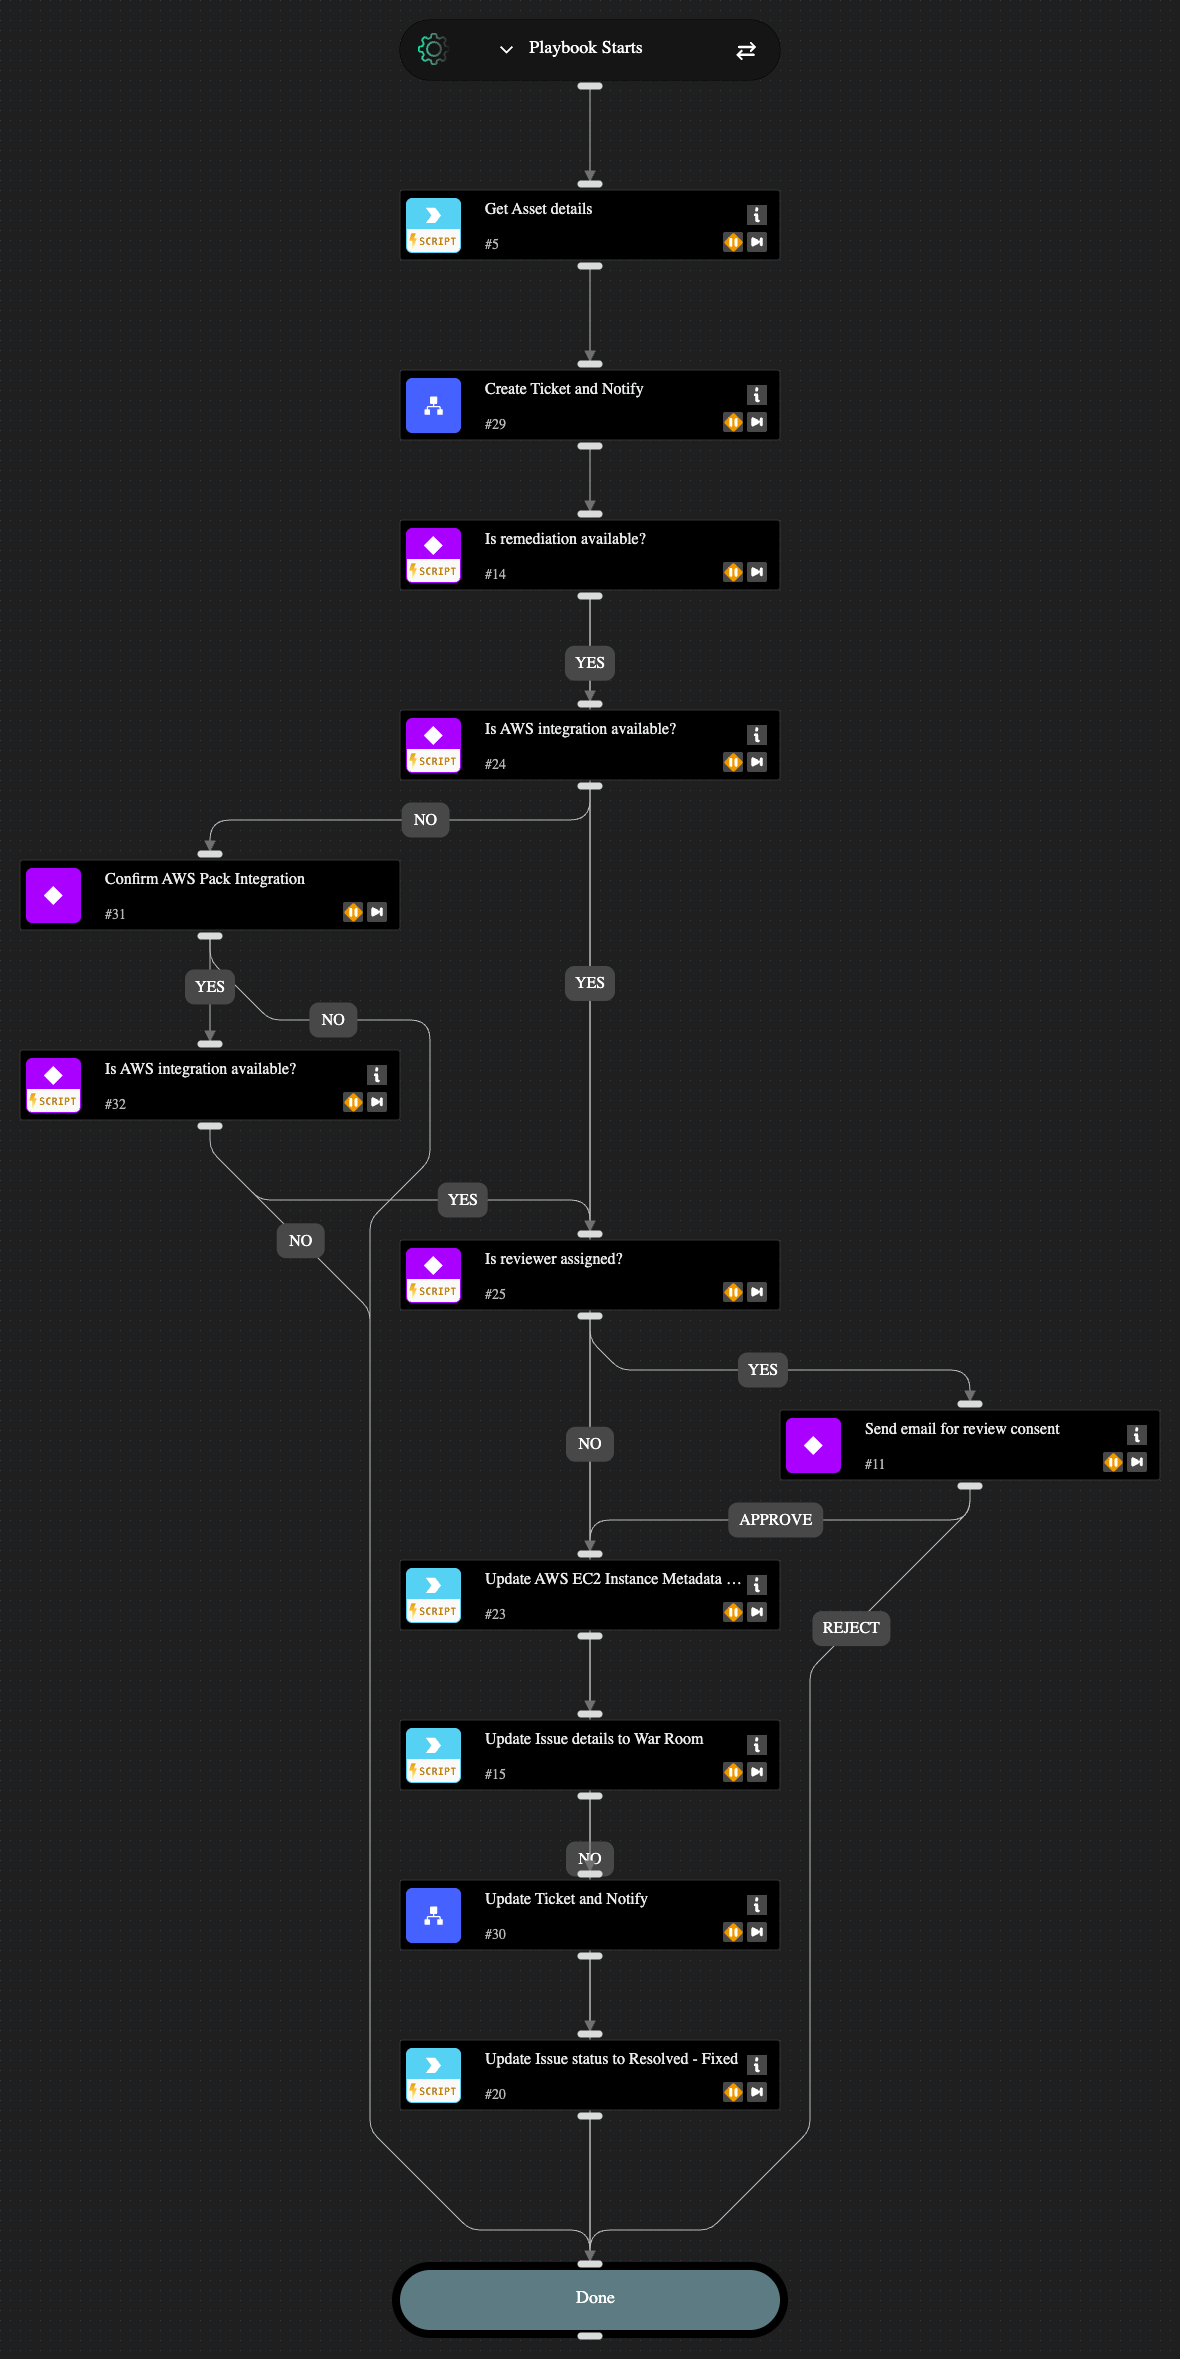 Playbook Starts
Get Asset details
SCRIPT
#5
Create Ticket and Notify
#29
Is remediation available?
SCRIPT
#14
YES
Is AWS integration available?
SCRIPT
#24
NO
Confirm AWS Pack Integration
#31
YES
YES
NO
Is AWS integration available?
SCRIPT
#32
YES
NO
Is reviewer assigned?
SCRIPT
#25
YES
Send email for review consent
#11
NO
APPROVE
Update AWS EC2 Instance Metadata ...
SCRIPT
#23
REJECT
Update Issue details to War Room
SCRIPT
#15
NO
Update Ticket and Notify
#30
Update Issue status to Resolved - Fixed
SCRIPT
#20
Done